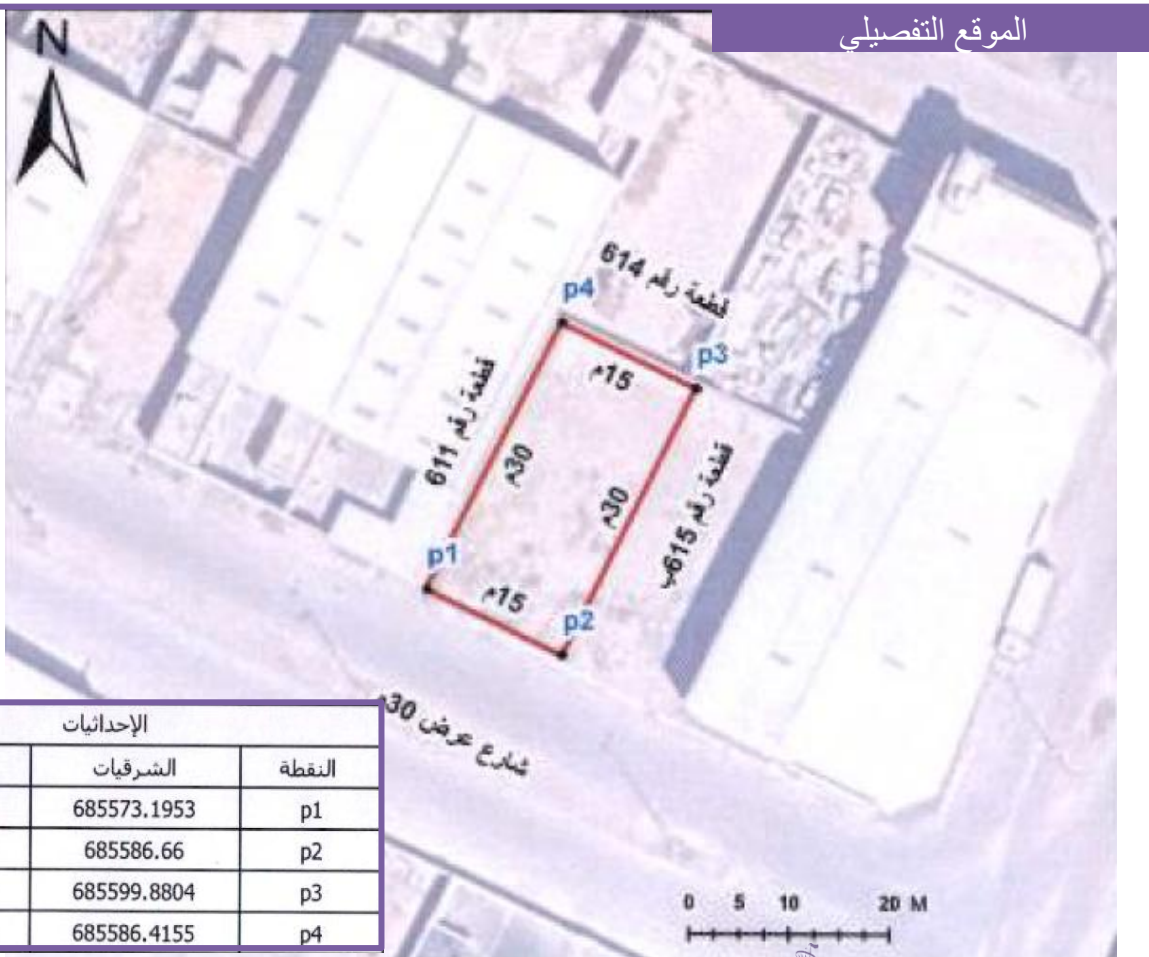 الموقع التفصيلي
N
قطعة رقم 614
p4
p3
15م
قطعة رقم 611
30م
30م
قطعة رقم 615ب
p1
15م
p2
شارع عرض 30م
الإحداثيات
النقطة الشرقيات
p1 685573.1953
p2 685586.66
p3 685599.8804
p4 685586.4155
0 5 10 20 M